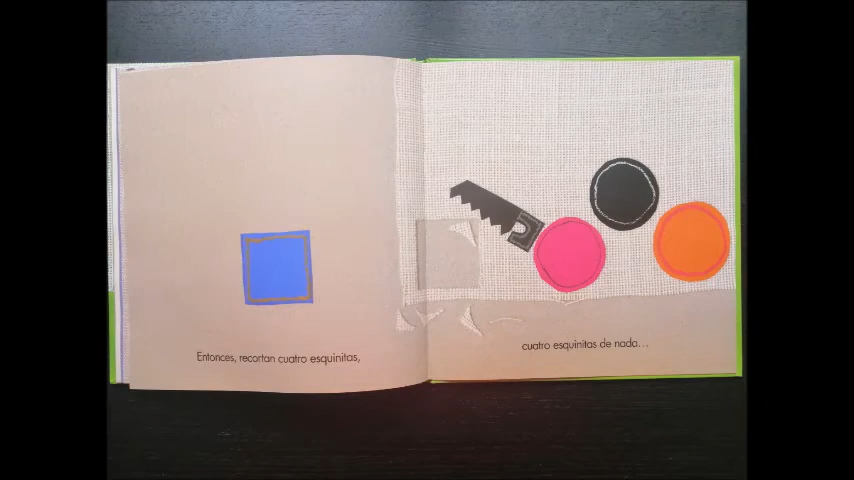 Entonces, recortan cuatro esquinitas,
cuatro esquinitas de nada...